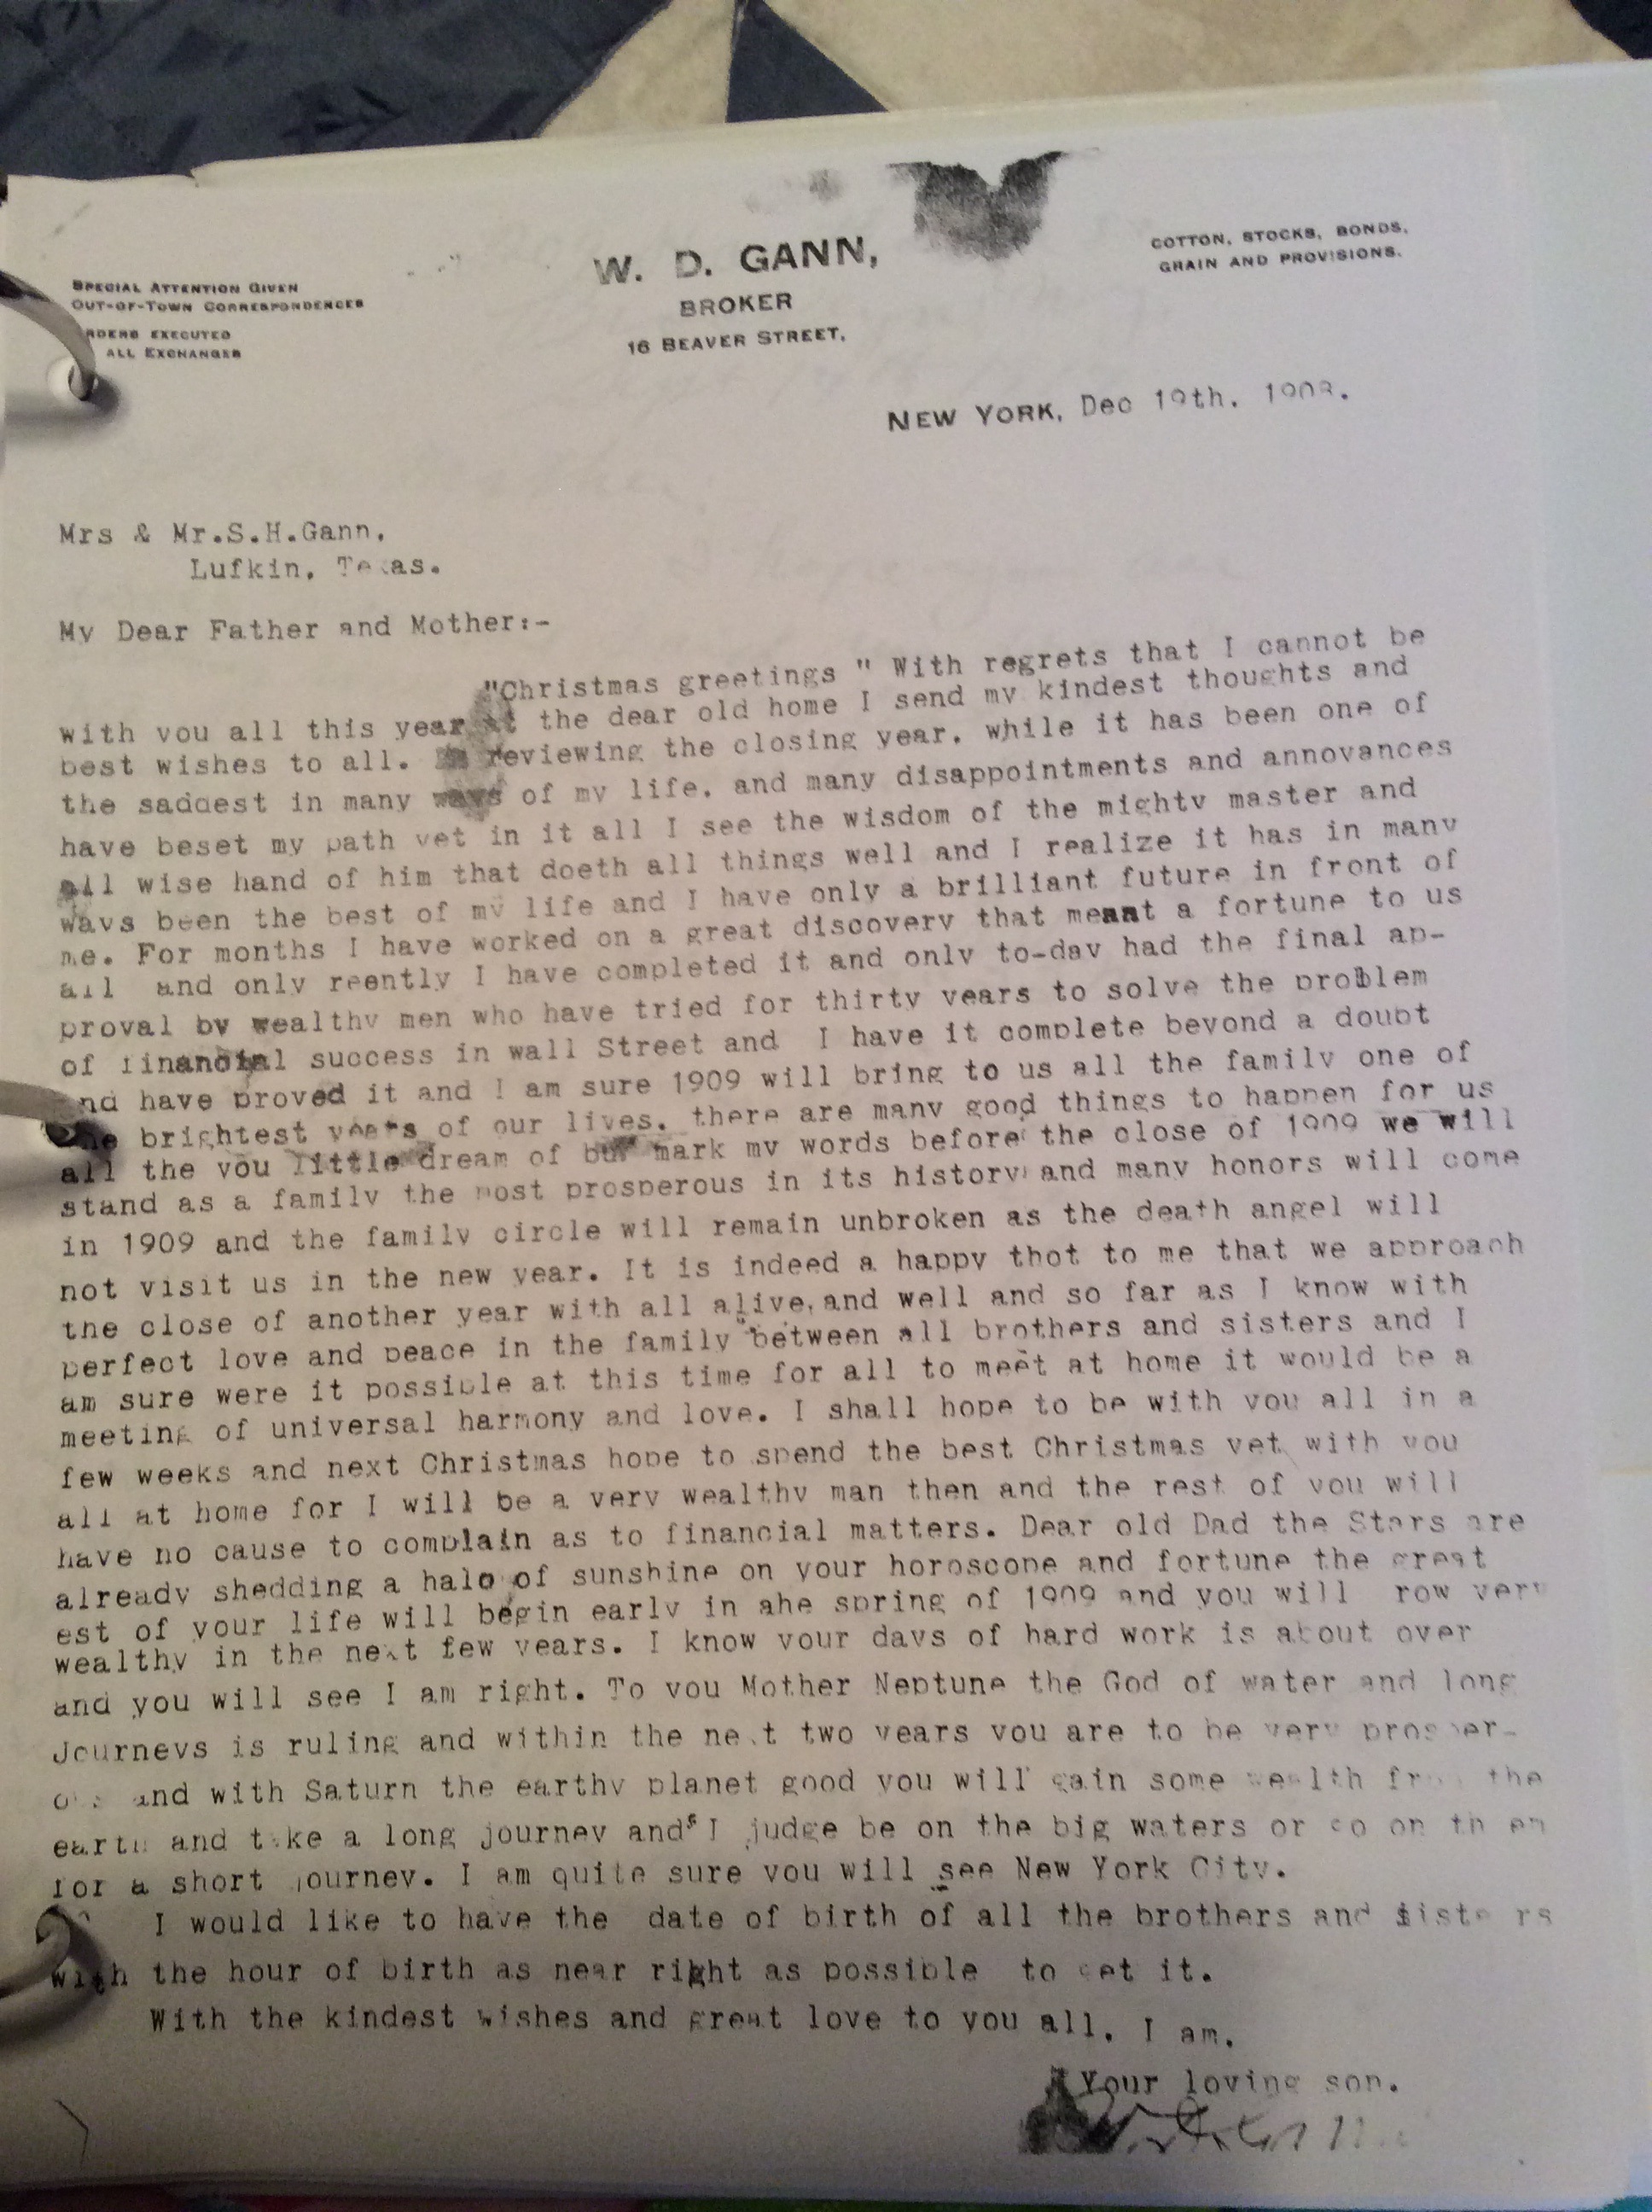 SPECIAL ATTENTION GIVEN
OUT-OF-TOWN CORRESPONDENCES
EXECUTED
ALL EXCHANGES
W. D. GANN,
BROKER
16 BEAVER STREET,
COTTON, STOCKS, BONDS,
GRAIN AND PROVISIONS.
NEW YORK, Dec 19th. 1908.
Mrs & Mr.S.H.Gann,
Lufkin, Texas.
My Dear Father and Mother:-
"Christmas greetings " With regrets that I cannot be
with you all this year at the dear old home I send my kindest thoughts and
best wishes to all. reviewing the closing year. while it has been one of
the saddest in many ways of my life. and many disappointments and annoyances
have beset my path yet in it all I see the wisdom of the mighty master and
all wise hand of him that doeth all things well and I realize it has in many
ways been the best of my life and I have only a brilliant future in front of
me. For months I have worked on a great discovery that meant a fortune to us
all and only reently I have completed it and only to-day had the final ap-
proval by wealthy men who have tried for thirty years to solve the problem
of financial success in wall Street and I have it complete beyond a doubt
and have proved it and I am sure 1909 will bring to us all the family one of
the brightest years of our lives. there are many good things to happen for us
all the you little dream of but mark my words before the close of 1909 we will
stand as a family the most prosperous in its history and many honors will come
in 1909 and the family circle will remain unbroken as the death angel will
not visit us in the new year. It is indeed a happy thot to me that we approach
the close of another year with all alive, and well and so far as I know with
perfect love and peace in the family between all brothers and sisters and I
am sure were it possible at this time for all to meet at home it would be a
meeting of universal harmony and love. I shall hope to be with you all in a
few weeks and next Christmas hope to spend the best Christmas yet with you
all at home for I will be a very wealthy man then and the rest of you will
have no cause to complain as to financial matters. Dear old Dad the Stars are
already shedding a halo of sunshine on your horoscope and fortune the great
est of your life will begin early in ahe spring of 1909 and you will row very
wealthy in the next few years. I know your days of hard work is about over
and you will see I am right. To you Mother Neptune the God of water and long
Journeys is ruling and within the next two years you are to be very prosper-
ous and with Saturn the earthy planet good you will gain some wealth from the
earth and take a long journey and I judge be on the big waters or go on th em
for a short journey. I am quite sure you will see New York City.
I would like to have the date of birth of all the brothers and siste rs
with the hour of birth as near right as possible to get it.
With the kindest wishes and great love to you all. I am.
Your loving son.